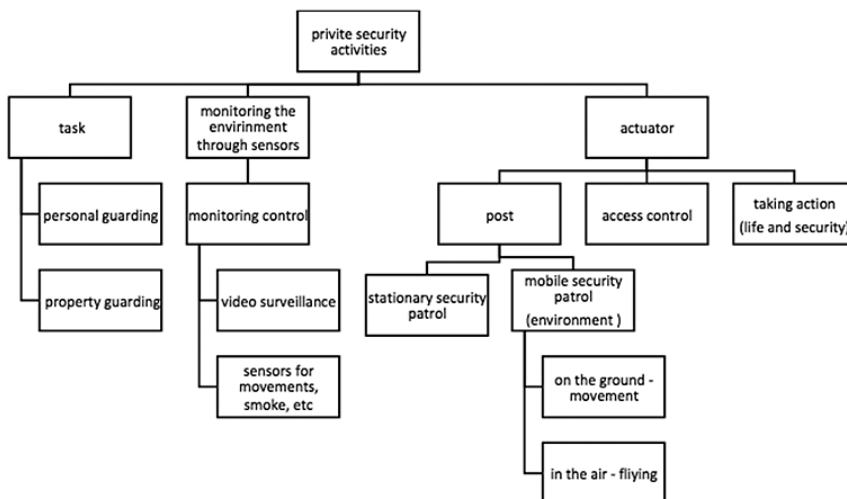 privite security
activities
task
monitoring the
envirinment
through sensors
actuator
personal guarding
monitoring control
post
access control
taking action
(life and security)
property guarding
video surveillance
stationary security
patrol
mobile security
patrol
(environment )
sensors for
movements,
smoke, etc
on the ground -
movement
in the air - fliying